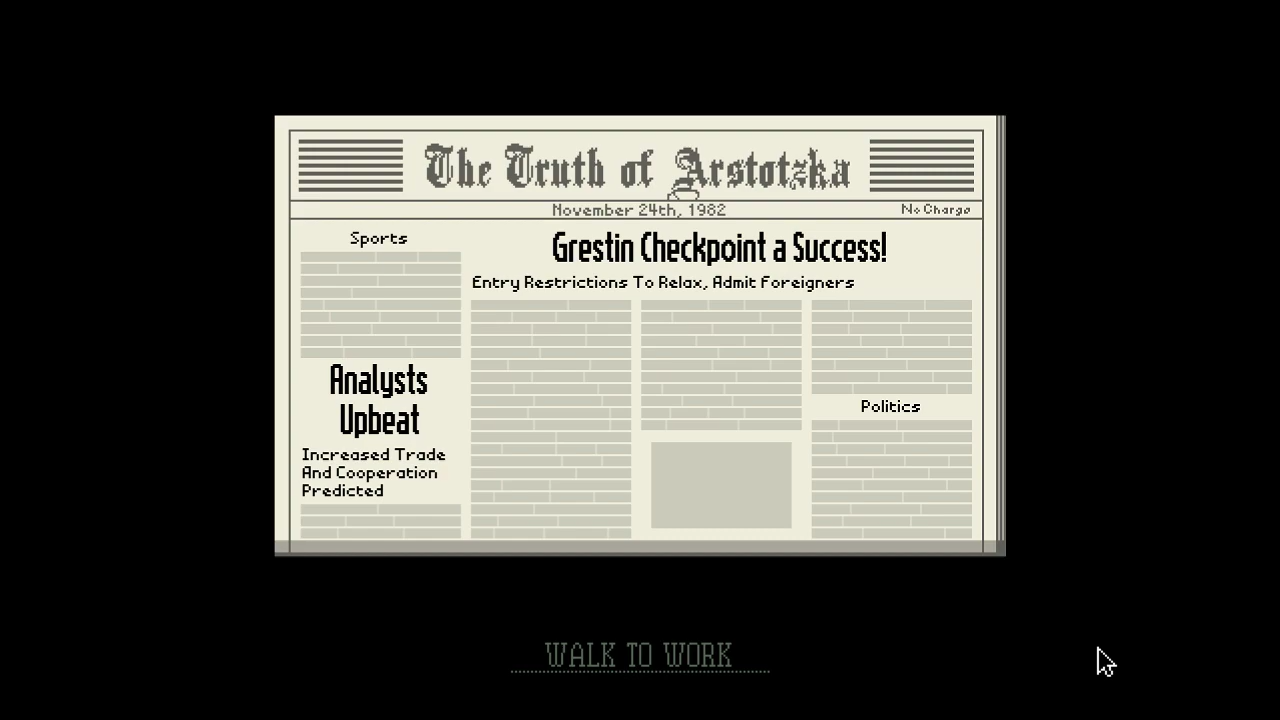 The Truth of Arstotzka
November 24th, 1982
No Charge
Sports
Analysts
Upbeat
Increased Trade
And Cooperation
Predicted
Grestin Checkpoint a Success!
Entry Restrictions To Relax, Admit Foreigners
Politics
WALK TO WORK